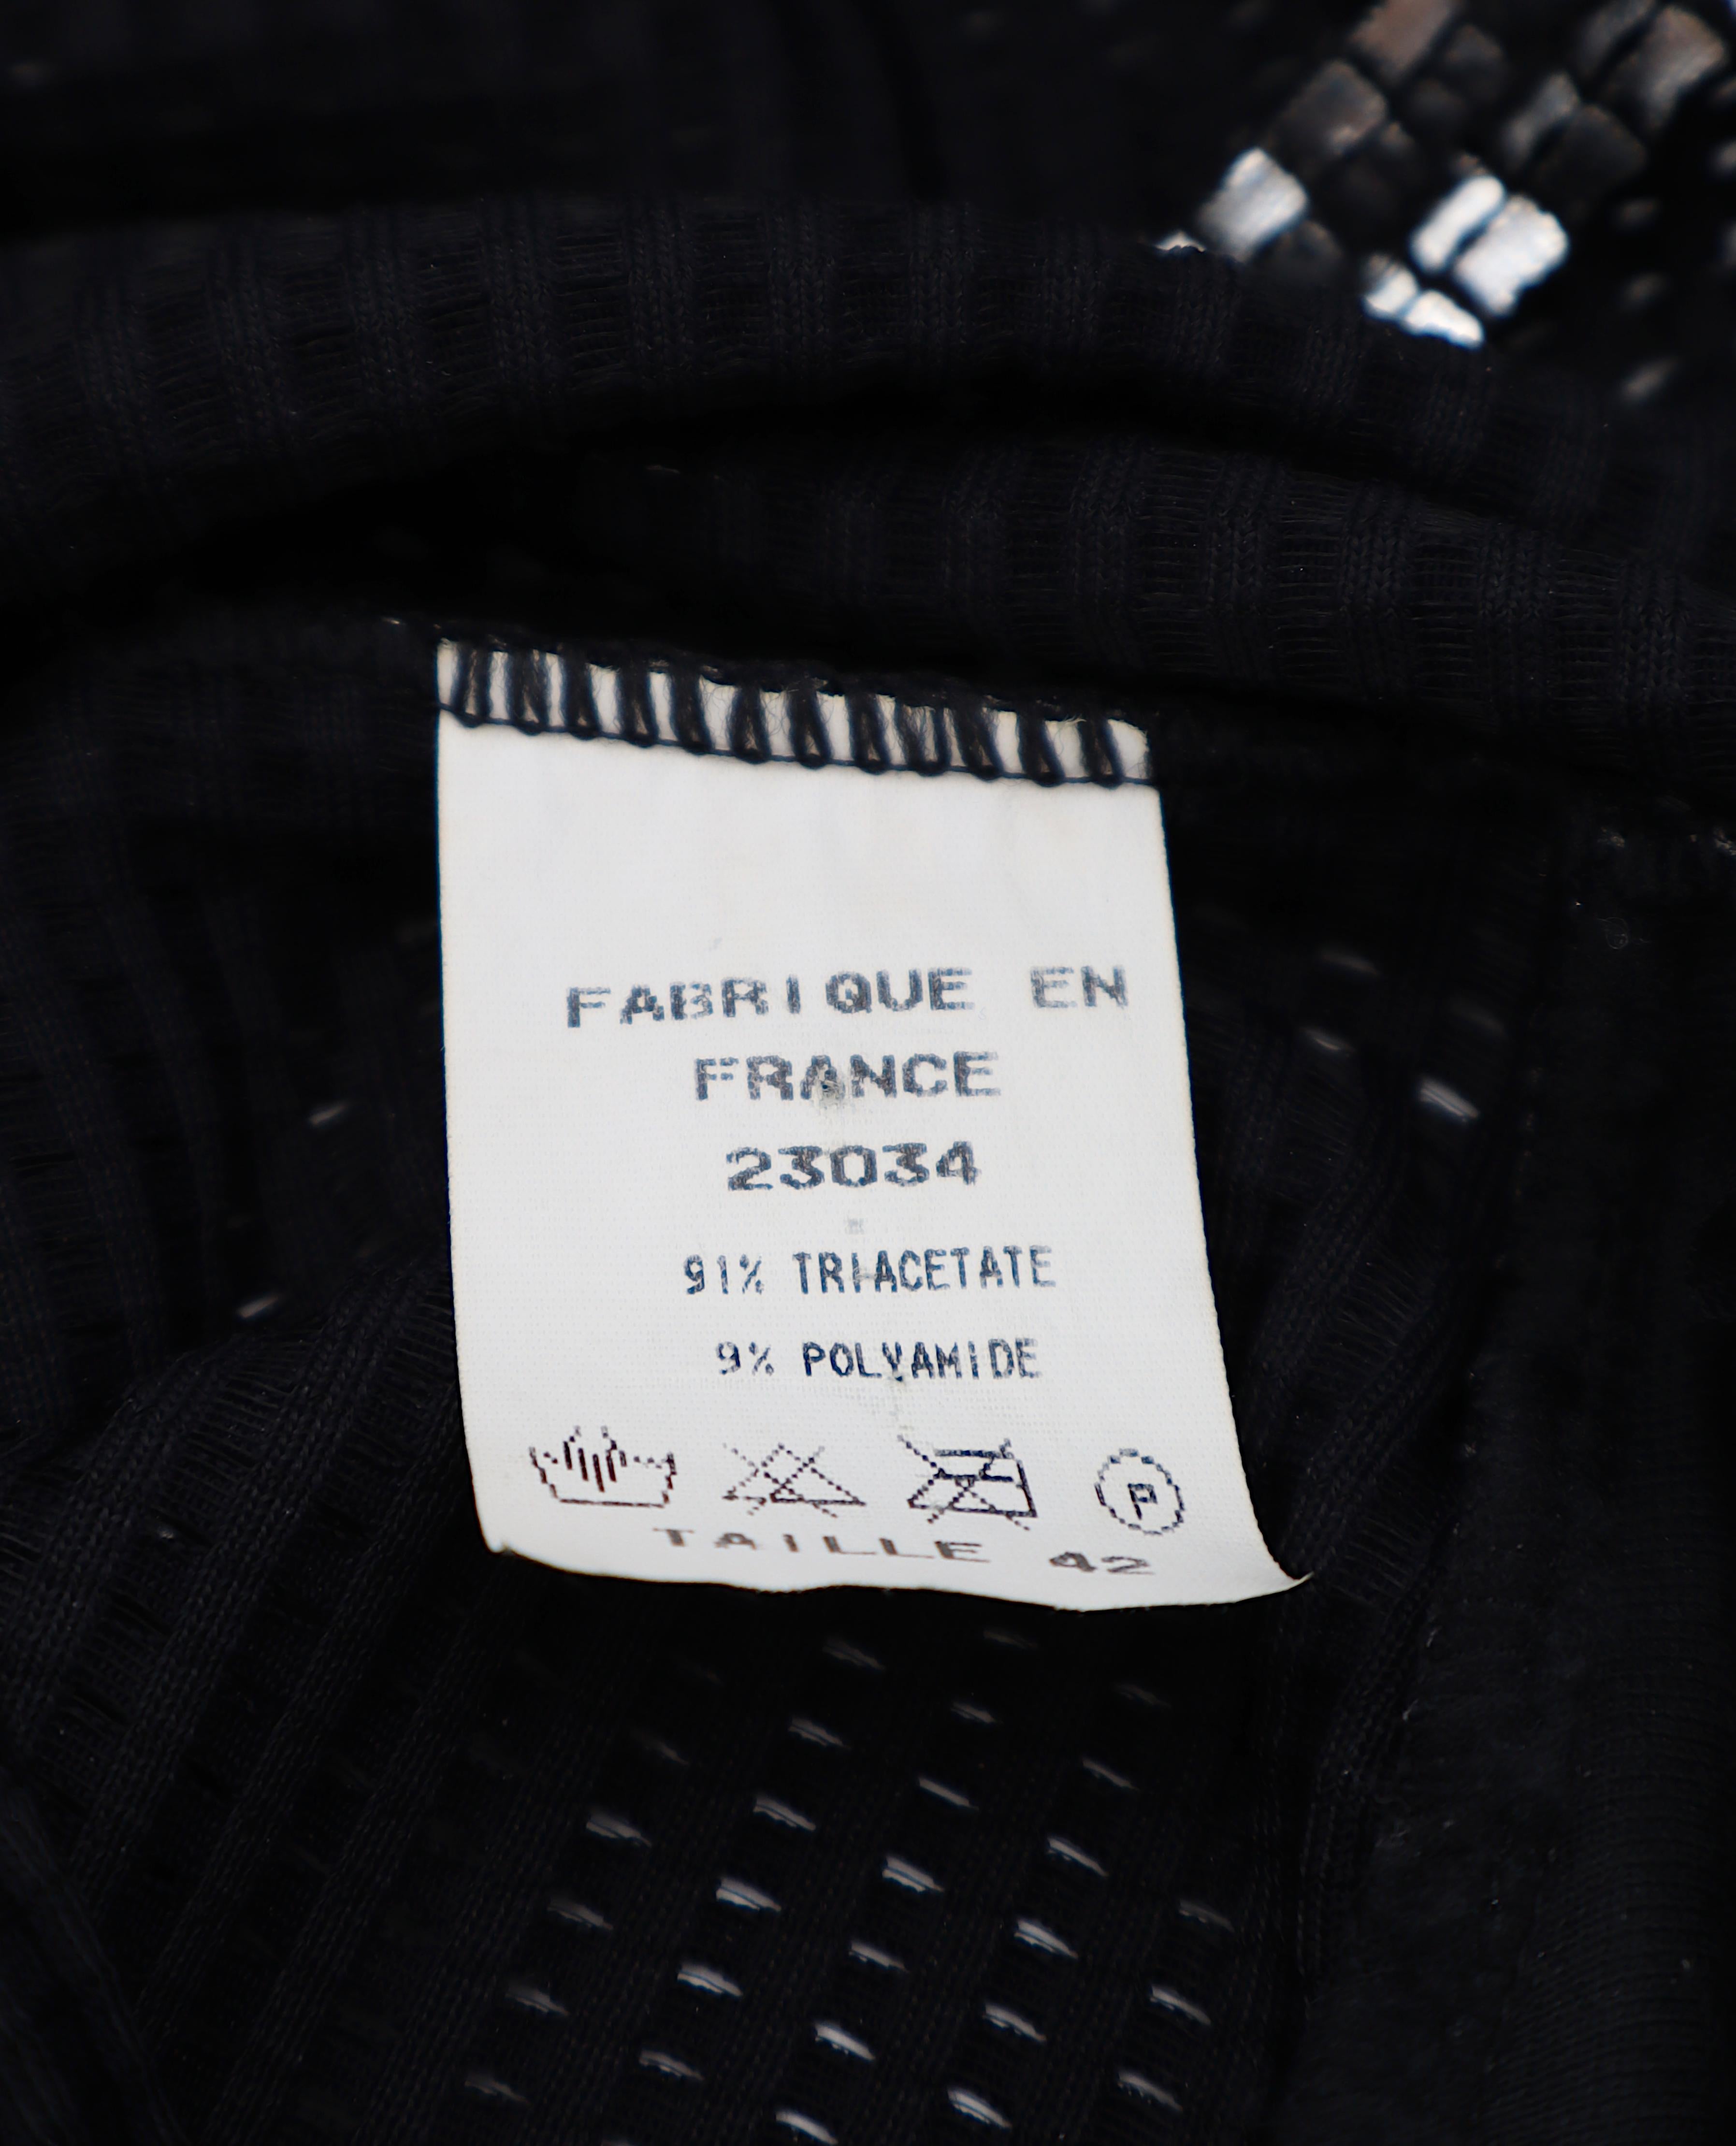 FABRIQUE EN
FRANCE
23034
91% TRIACETATE
9% POLYAMIDE
P
TAILLE 42